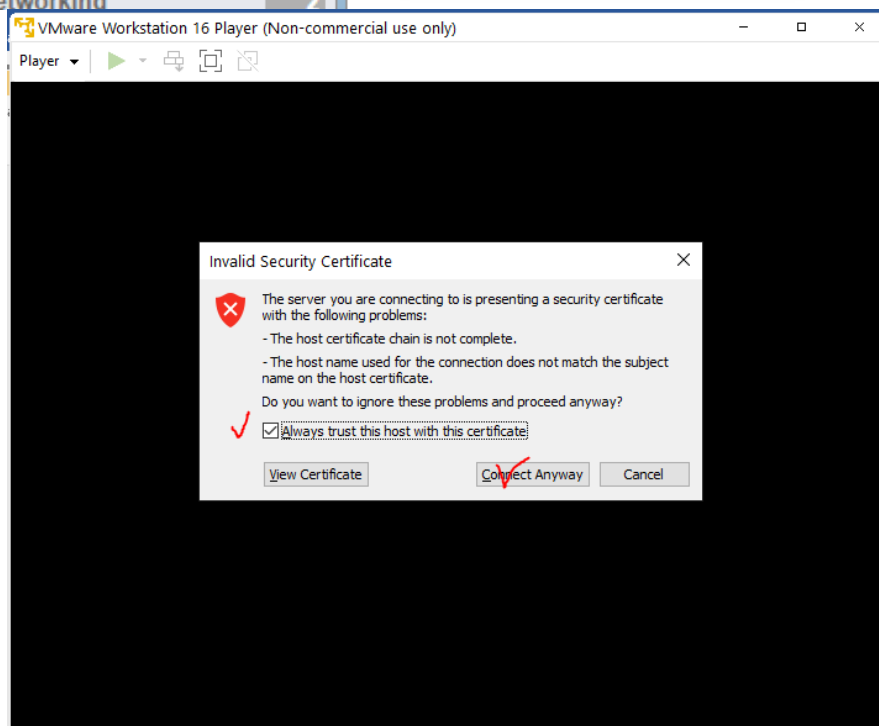 etworking
VMware Workstation 16 Player (Non-commercial use only)
Player
Invalid Security Certificate
The server you are connecting to is presenting a security certificate
with the following problems:
- The host certificate chain is not complete.
- The host name used for the connection does not match the subject
name on the host certificate.
Do you want to ignore these problems and proceed anyway?
Always trust this host with this certificate
View Certificate
Connect Anyway
Cancel